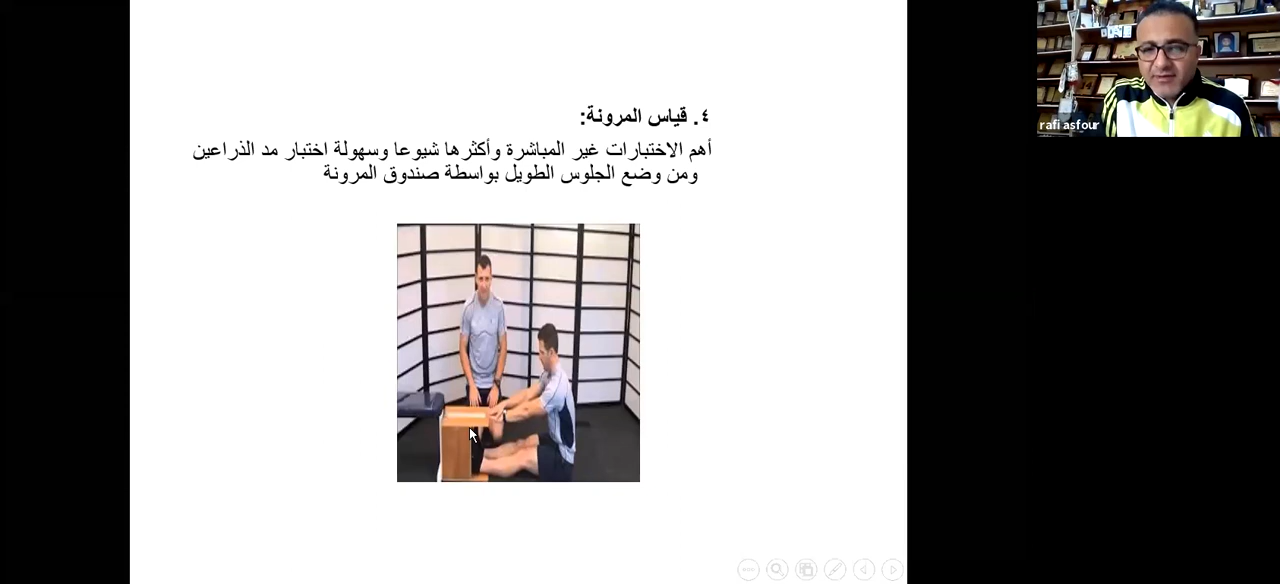 ٤. قياس المرونة:
أهم الاختبارات غير المباشرة وأكثرها شيوعا وسهولة اختبار مد الذراعين
ومن وضع الجلوس الطويل بواسطة صندوق المرونة
rafi asfour